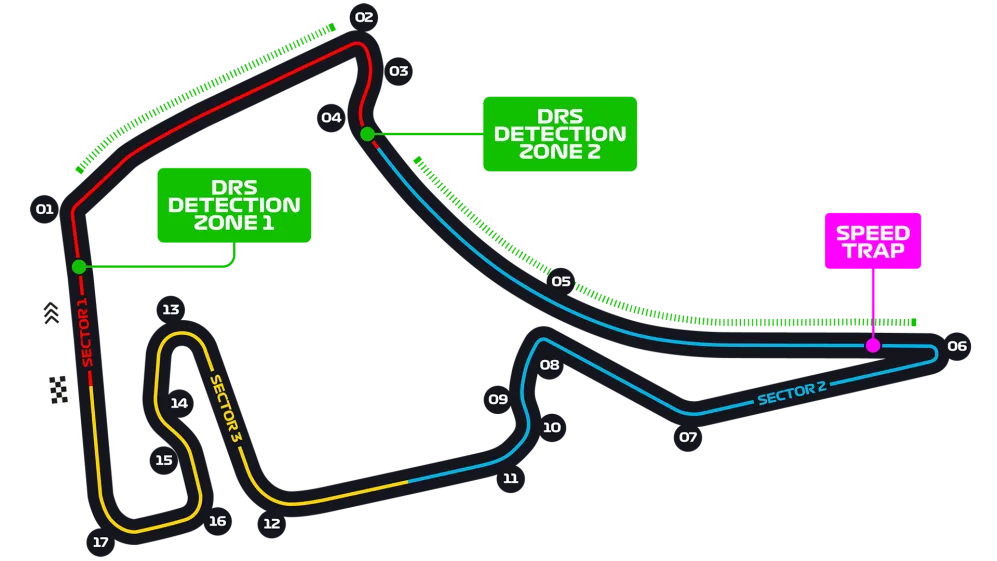 02
03
04
DRS
DETECTION
ZONE 2
DRS
DETECTION
ZONE 1
01
SPEED
TRAP
05
06
SECTOR 1
13
08
SECTOR 2
09
14
SECTOR 3
10
07
15
11
16
12
17